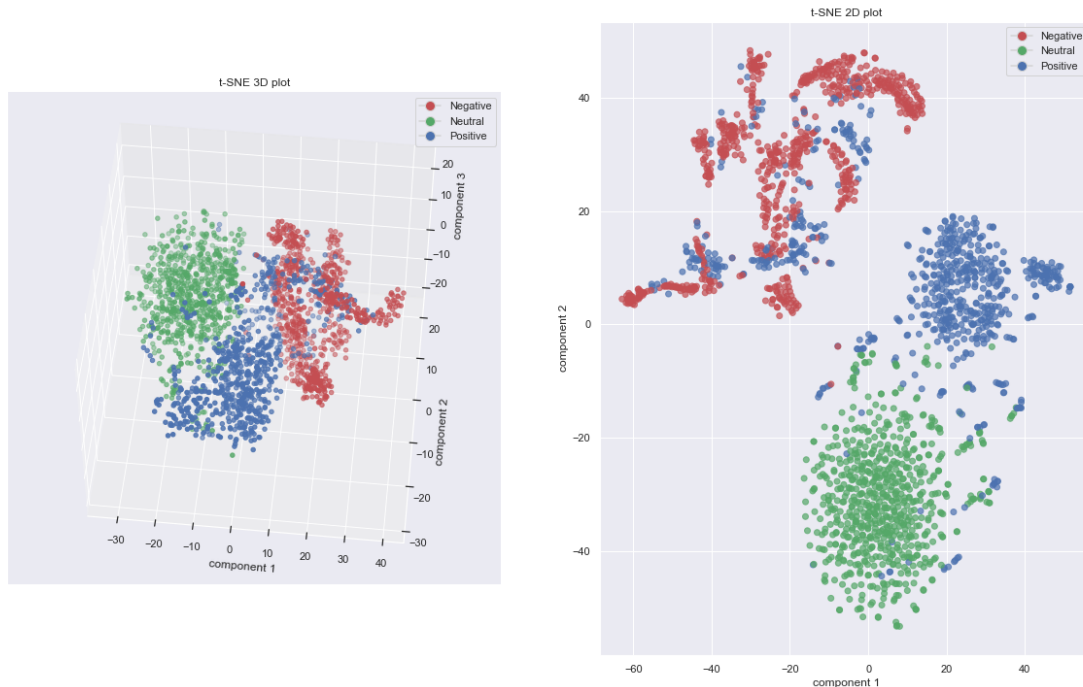 t-SNE 3D plot
Negative
Neutral
Positive
20
10
0
−10
−20
component 3
20
10
0
−10
−20
−30
component 2
−30
−20
−10
0
10
20
30
40
component 1
t-SNE 2D plot
Negative
Neutral
Positive
40
20
0
−20
−40
component 2
−60
−40
−20
0
20
40
component 1